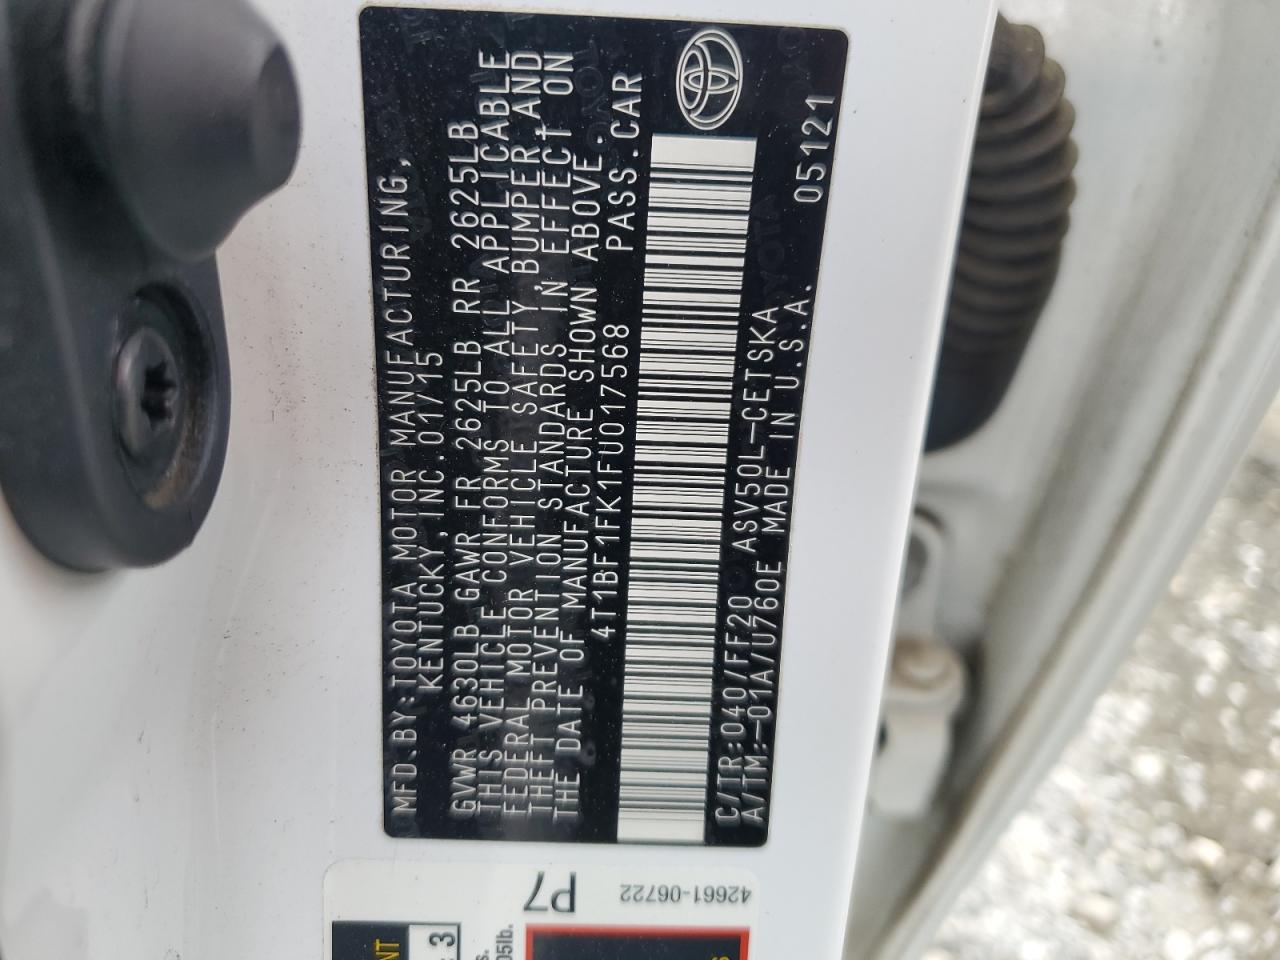 MFD.BY:TOYOTA MOTOR MANUFACTURING,
KENTUCKY, INC. 01/15
GVWR 4630LB GAWR FR 2625LB RR 2625LB
THIS VEHICLE CONFORMS TO ALL APPLICABLE
FEDERAL MOTOR VEHICLE SAFETY, BUMPER, AND
THEFT PREVENTION STANDARDS IN EFFECT ON
THE DATE OF MANUFACTURE SHOWN ABOVE.
4T1BF1FK1FU017568 PASS.CAR
C/TR:040/FF20 ASV50L-CETSKA
A/TM:-01A/U760E MADE IN U.S.A.
05121
P7
42661-06722
3
05lb.